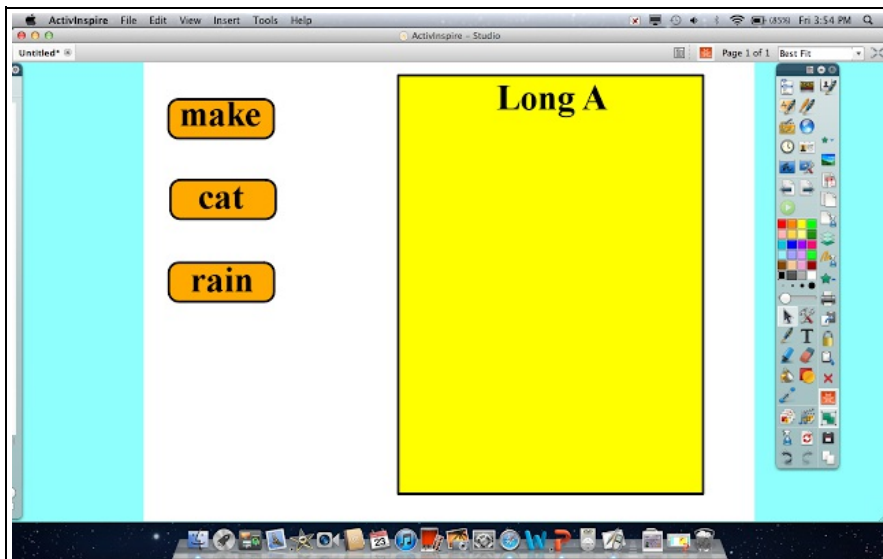 ActivInspire File Edit View Insert Tools Help (85%) Fri 3:54 PM
ActivInspire - Studio
Untitled* Page 1 of 1 Best Fit
make
Long A
cat
rain